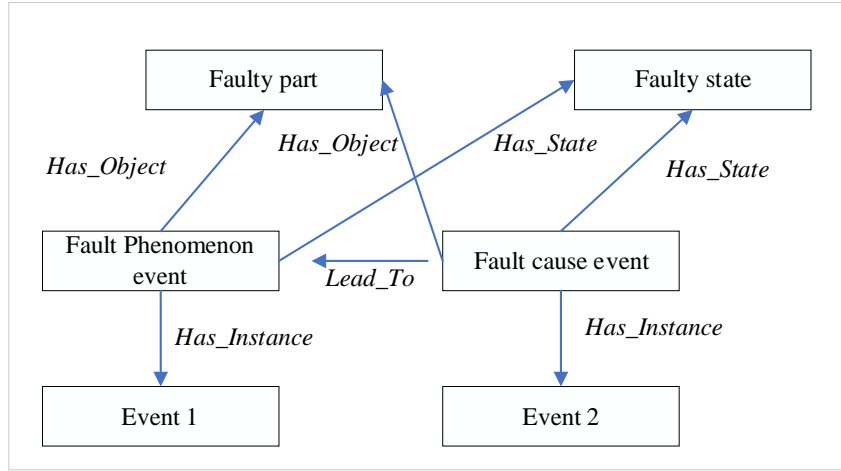 Faulty part
Faulty state
Has_Object
Has_Object
Has_State
Has_State
Fault Phenomenon
event
Fault cause event
Lead_To
Has_Instance
Has_Instance
Event 1
Event 2